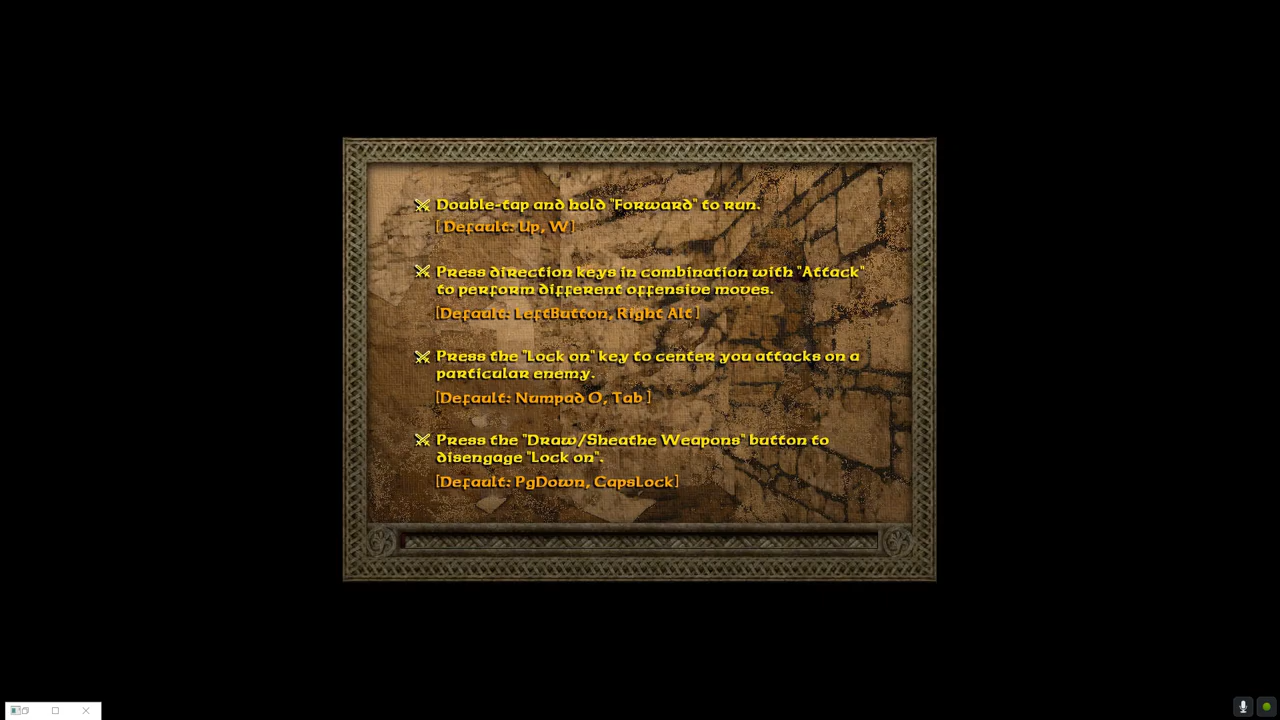 Double-tap and hold "Forward" to run.
[ Default: Up, W ]
Press direction keys in combination with "Attack"
to perform different offensive moves.
[Default: LeftButton, Right Alt ]
Press the "Lock on" key to center you attacks on a
particular enemy.
[Default: Numpad 0, Tab ]
Press the "Draw/Sheathe Weapons" button to
disengage "Lock on".
[Default: PgDown, CapsLock]